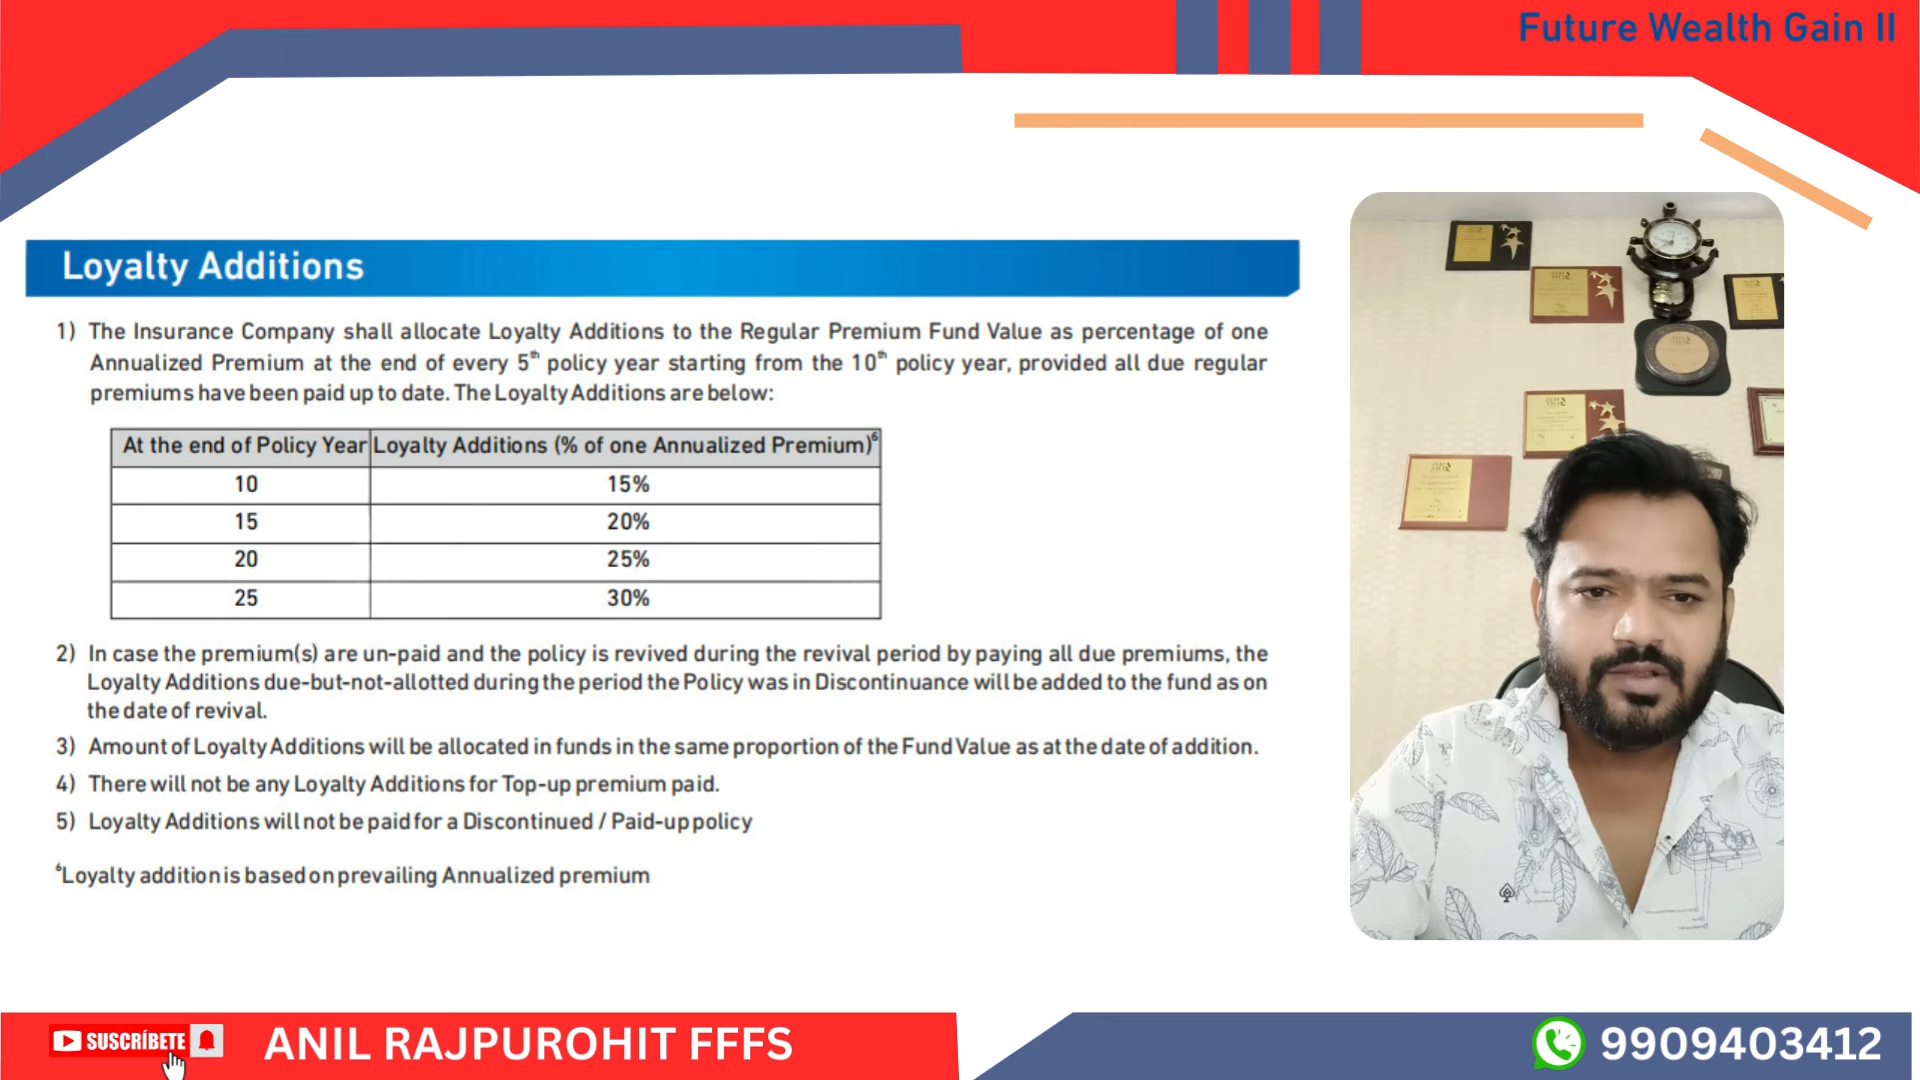 Future Wealth Gain II
Loyalty Additions
1) The Insurance Company shall allocate Loyalty Additions to the Regular Premium Fund Value as percentage of one
Annualized Premium at the end of every 5th policy year starting from the 10th policy year, provided all due regular
premiums have been paid up to date. The Loyalty Additions are below:
At the end of Policy Year Loyalty Additions (% of one Annualized Premium)6
10 15%
15 20%
20 25%
25 30%
2) In case the premium(s) are un-paid and the policy is revived during the revival period by paying all due premiums, the
Loyalty Additions due-but-not-allotted during the period the Policy was in Discontinuance will be added to the fund as on
the date of revival.
3) Amount of Loyalty Additions will be allocated in funds in the same proportion of the Fund Value as at the date of addition.
4) There will not be any Loyalty Additions for Top-up premium paid.
5) Loyalty Additions will not be paid for a Discontinued / Paid-up policy
6Loyalty addition is based on prevailing Annualized premium
SUSCRÍBETE
ANIL RAJPUROHIT FFFS
9909403412